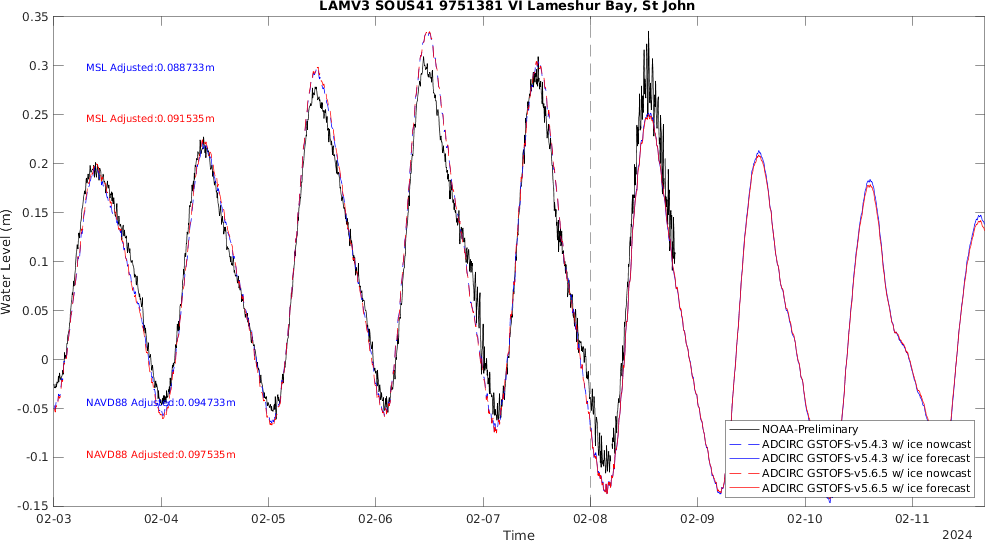 LAMV3 SOUS41 9751381 VI Lameshur Bay, St John
0.35
0.3
0.25
0.2
0.15
0.1
0.05
0
-0.05
-0.1
-0.15
Water Level (m)
MSL Adjusted:0.088733m
MSL Adjusted:0.091535m
NAVD88 Adjusted:0.094733m
NAVD88 Adjusted:0.097535m
NOAA-Preliminary
ADCIRC GSTOFS-v5.4.3 w/ ice nowcast
ADCIRC GSTOFS-v5.4.3 w/ ice forecast
ADCIRC GSTOFS-v5.6.5 w/ ice nowcast
ADCIRC GSTOFS-v5.6.5 w/ ice forecast
02-03 02-04 02-05 02-06 02-07 02-08 02-09 02-10 02-11
Time
2024